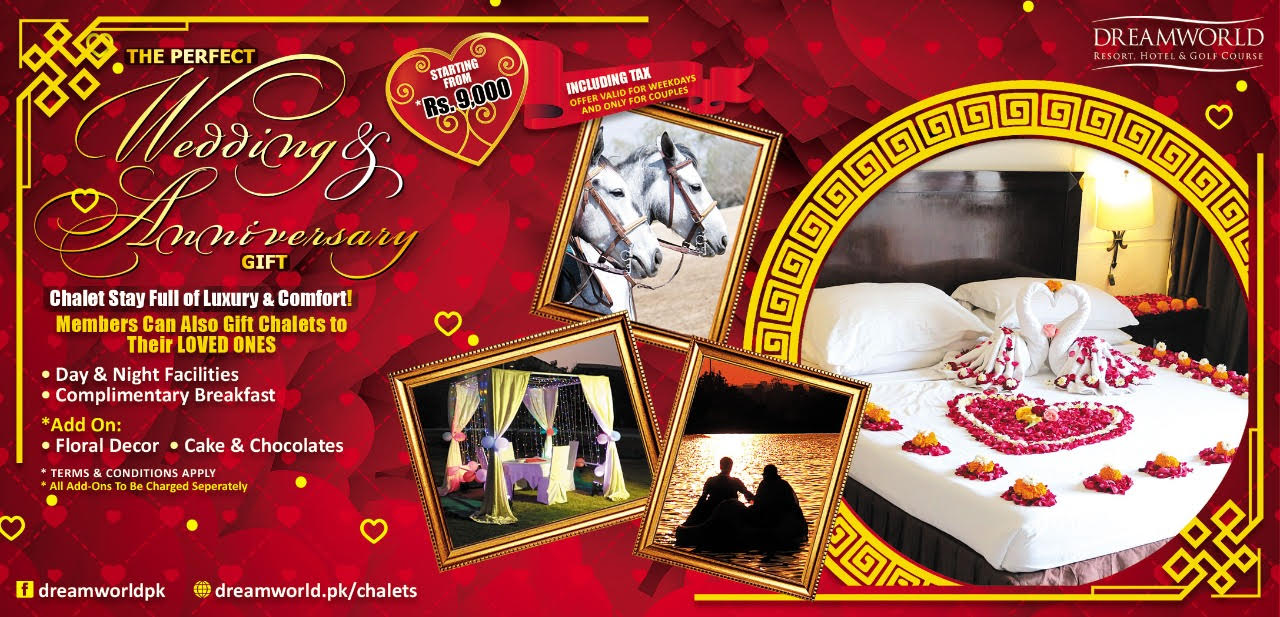 THE PERFECT
Wedding &
Anniversary
GIFT
STARTING
FROM
*Rs. 9,000
INCLUDING TAX
OFFER VALID FOR WEEKDAYS
AND ONLY FOR COUPLES
DREAMWORLD
RESORT, HOTEL & GOLF COURSE
Chalet Stay Full of Luxury & Comfort!
Members Can Also Gift Chalets to
Their LOVED ONES
• Day & Night Facilities
• Complimentary Breakfast
*Add On:
• Floral Decor • Cake & Chocolates
* TERMS & CONDITIONS APPLY
* All Add-Ons To Be Charged Seperately
f dreamworldpk
dreamworld.pk/chalets